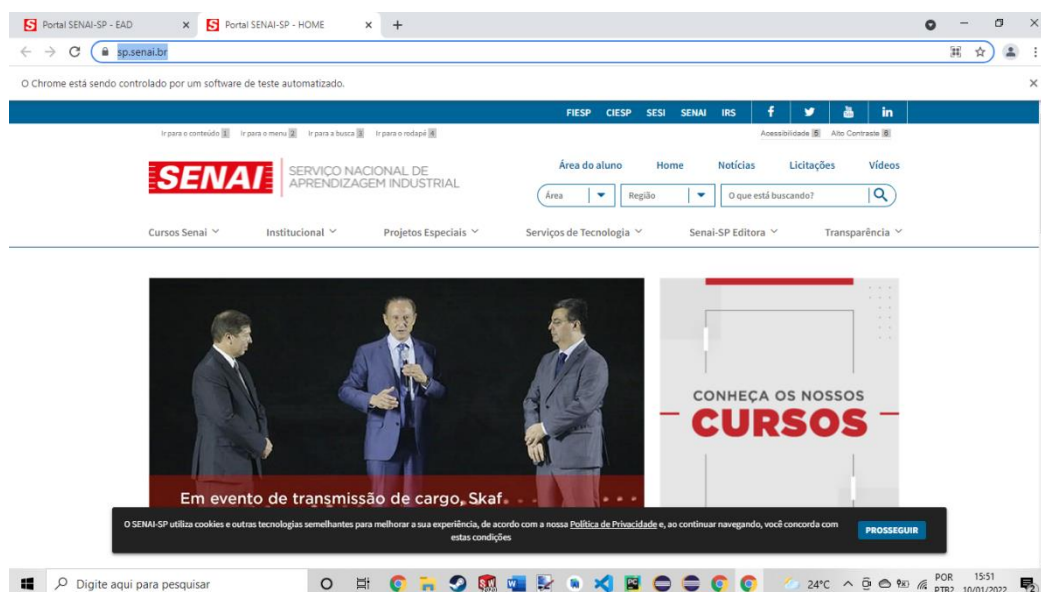 Portal SENAI-SP - EAD
Portal SENAI-SP - HOME
sp.senai.br
O Chrome está sendo controlado por um software de teste automatizado.
FIESP CIESP SESI SENAI IRS
Ir para o conteúdo 1 Ir para o menu 2 Ir para a busca 3 Ir para o rodapé 4 Acessibilidade 5 Alto Contraste 6
SENAI
SERVIÇO NACIONAL DE
APRENDIZAGEM INDUSTRIAL
Área do aluno Home Notícias Licitações Vídeos
Área Região O que está buscando?
Cursos Senai Institucional Projetos Especiais Serviços de Tecnologia Senai-SP Editora Transparência
CONHEÇA OS NOSSOS
CURSOS
Em evento de transmissão de cargo, Skaf
O SENAI-SP utiliza cookies e outras tecnologias semelhantes para melhorar a sua experiência, de acordo com a nossa Política de Privacidade e, ao continuar navegando, você concorda com
estas condições
PROSSEGUIR
Digite aqui para pesquisar
24°C
POR
PTB2
15:51
10/01/2022